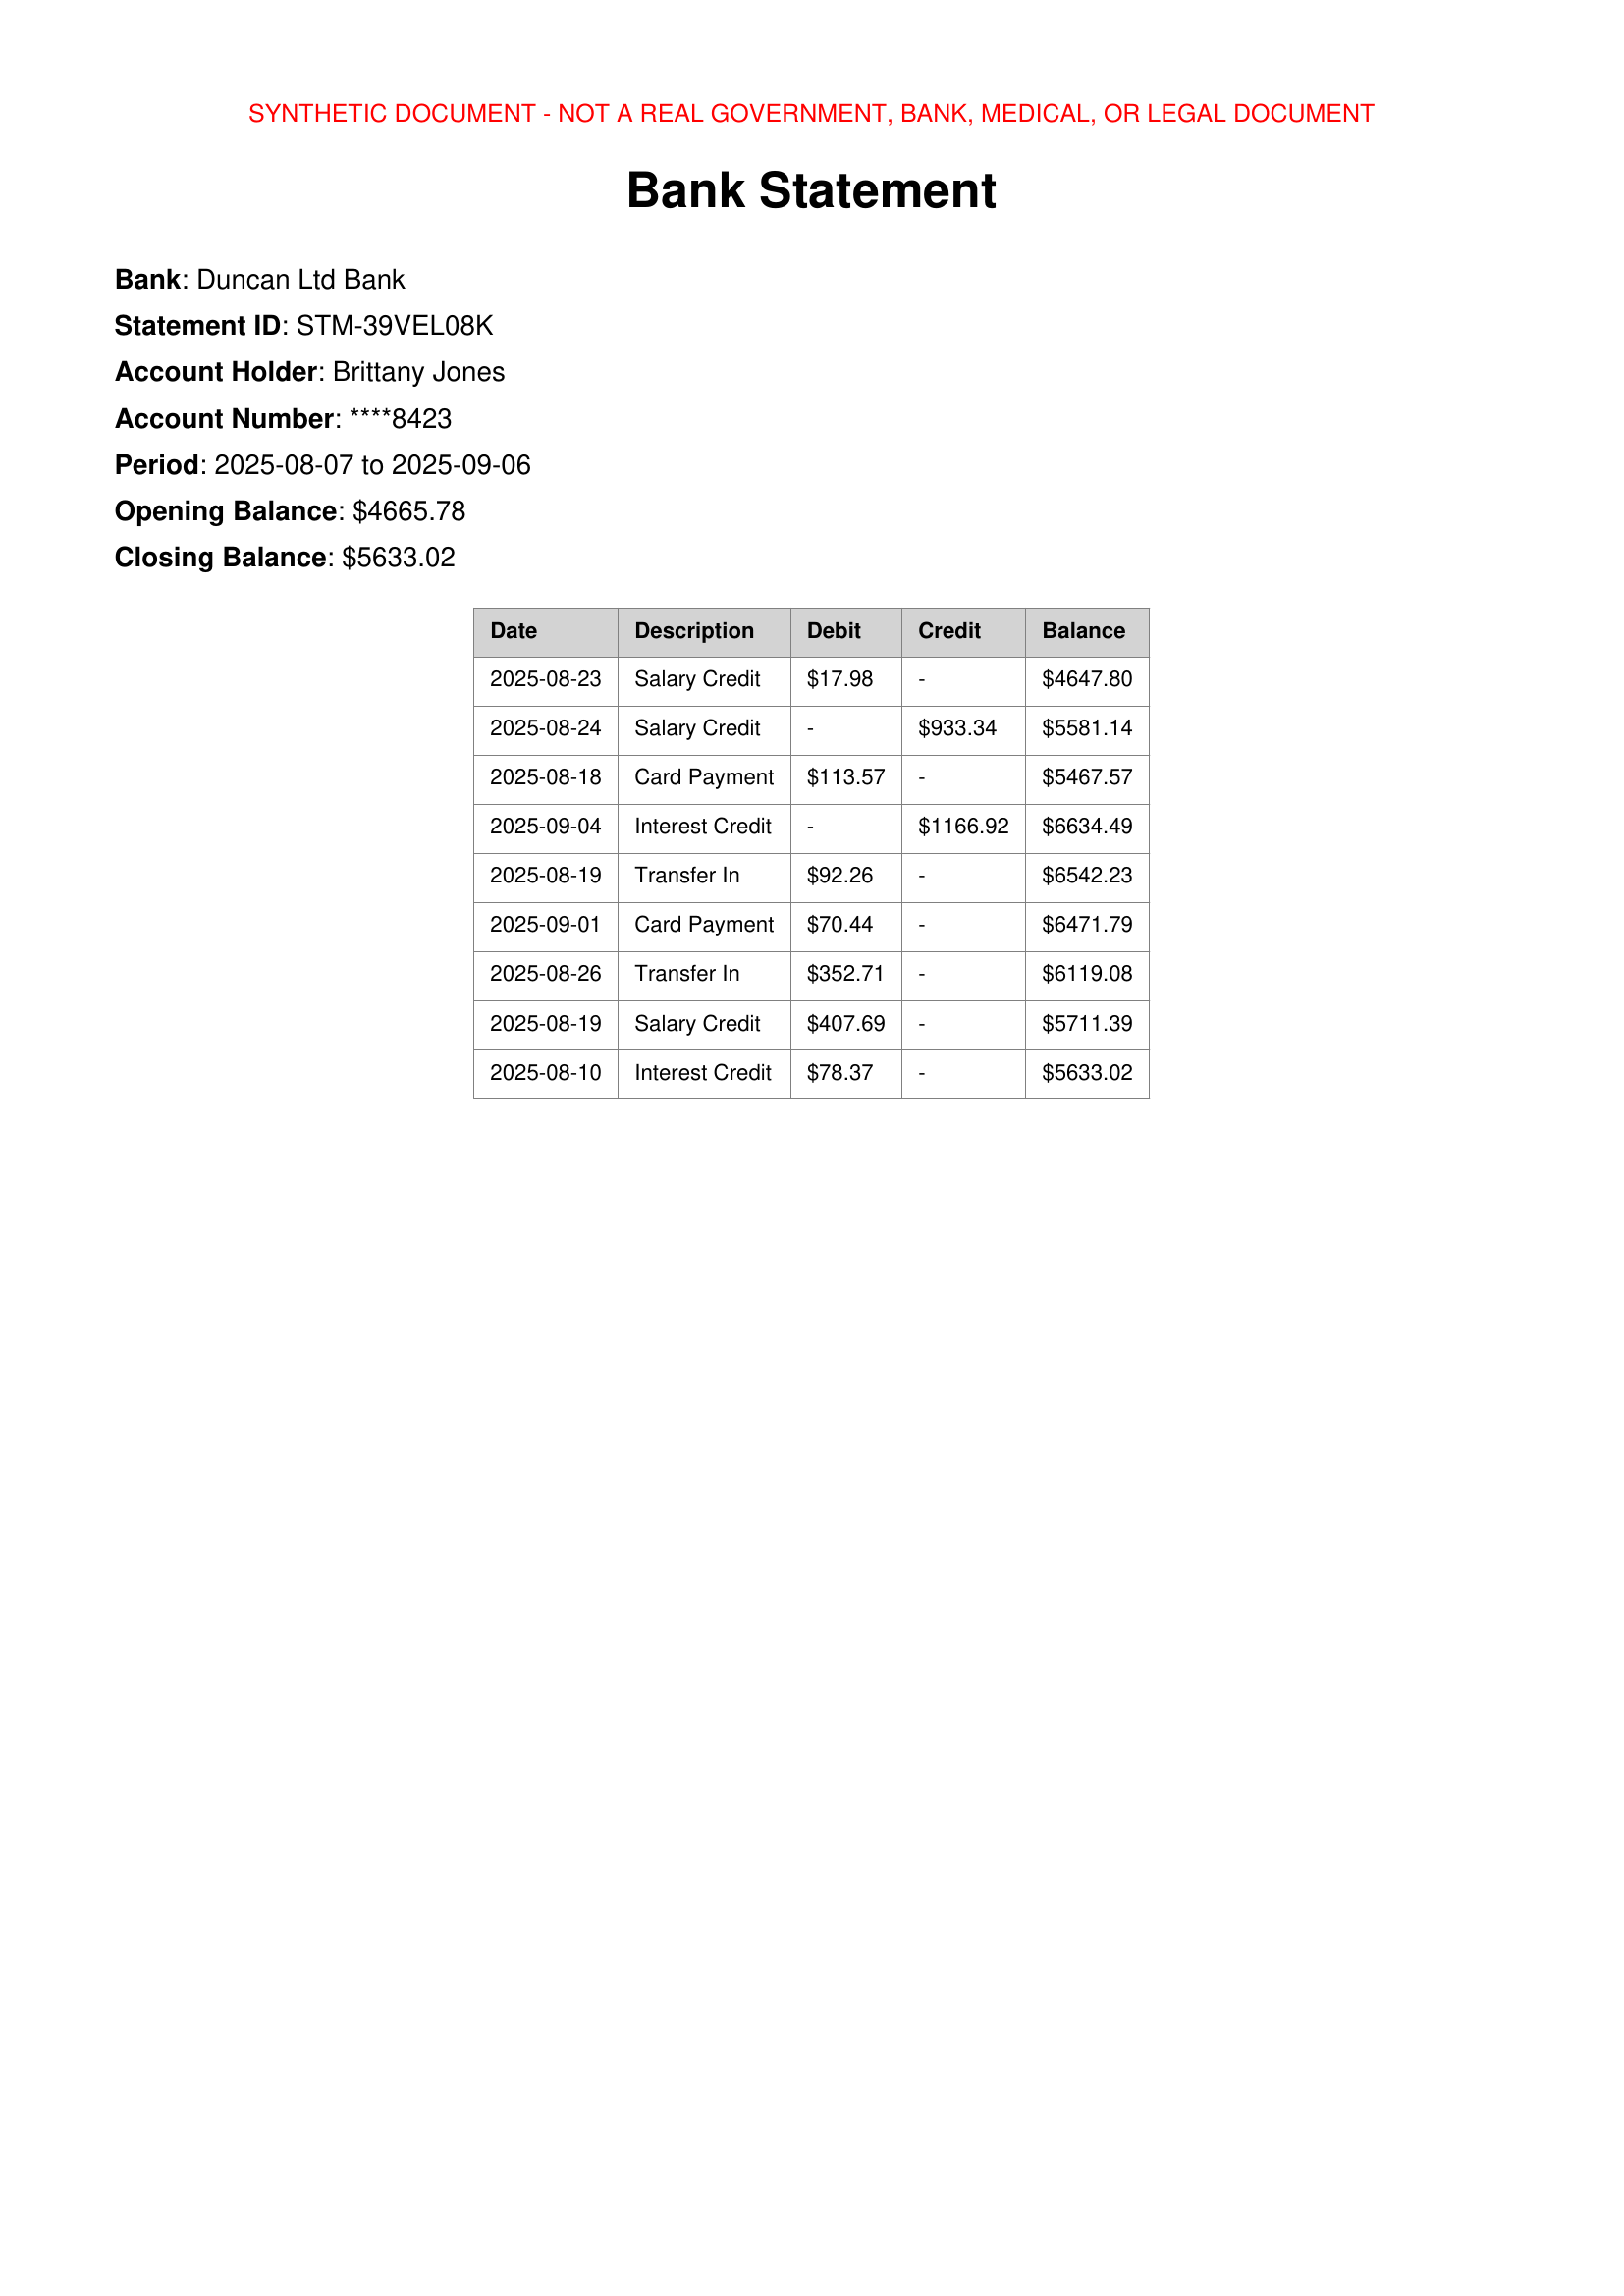 SYNTHETIC DOCUMENT - NOT A REAL GOVERNMENT, BANK, MEDICAL, OR LEGAL DOCUMENT
Bank Statement
Bank: Duncan Ltd Bank
Statement ID: STM-39VEL08K
Account Holder: Brittany Jones
Account Number: ****8423
Period: 2025-08-07 to 2025-09-06
Opening Balance: $4665.78
Closing Balance: $5633.02
Date Description Debit Credit Balance
2025-08-23 Salary Credit $17.98 - $4647.80
2025-08-24 Salary Credit - $933.34 $5581.14
2025-08-18 Card Payment $113.57 - $5467.57
2025-09-04 Interest Credit - $1166.92 $6634.49
2025-08-19 Transfer In $92.26 - $6542.23
2025-09-01 Card Payment $70.44 - $6471.79
2025-08-26 Transfer In $352.71 - $6119.08
2025-08-19 Salary Credit $407.69 - $5711.39
2025-08-10 Interest Credit $78.37 - $5633.02